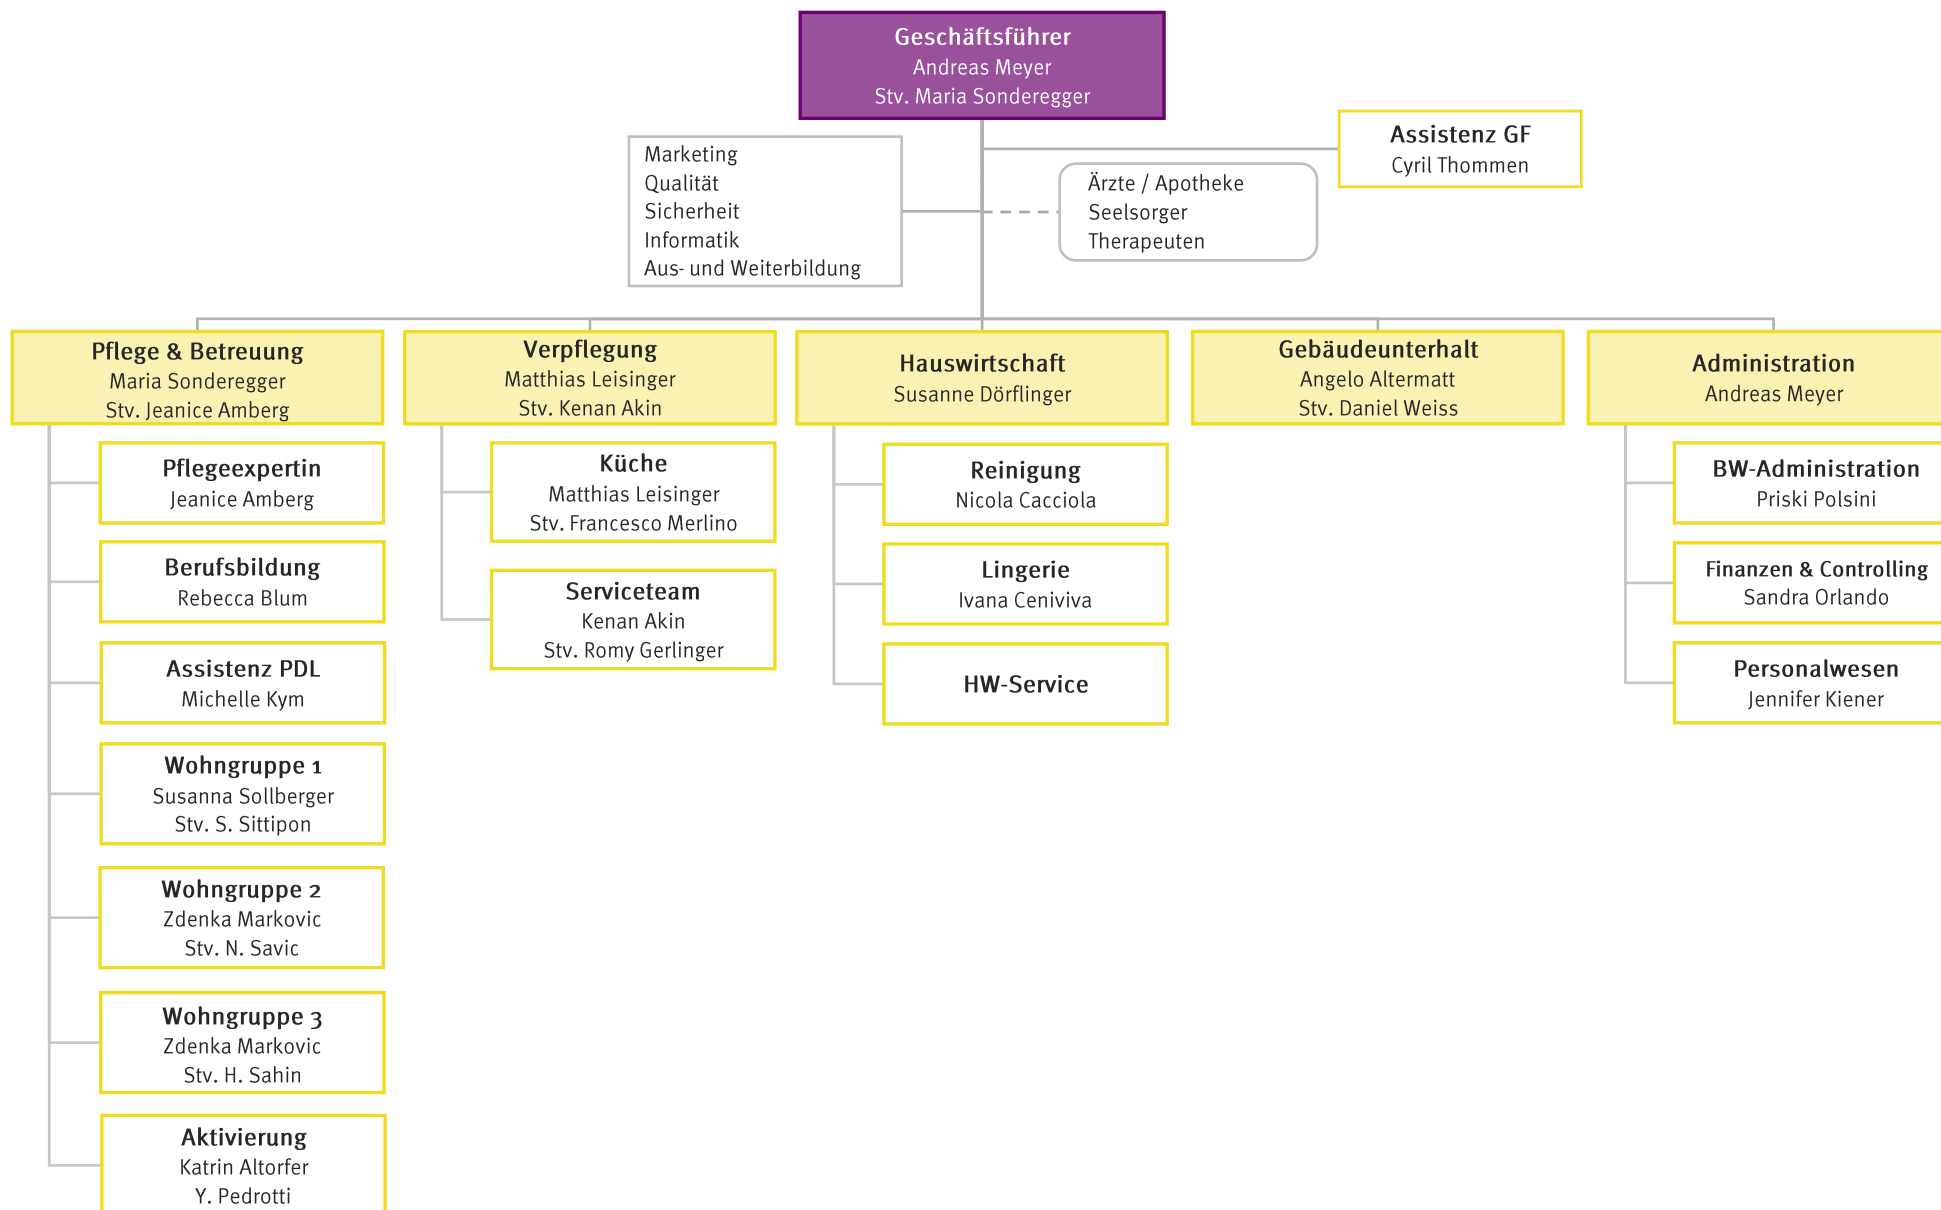 Geschäftsführer
Andreas Meyer
Stv. Maria Sonderegger
Assistenz GF
Cyril Thommen
Marketing
Qualität
Sicherheit
Informatik
Aus- und Weiterbildung
Ärzte / Apotheke
Seelsorger
Therapeuten
Pflege & Betreuung
Maria Sonderegger
Stv. Jeanice Amberg
Pflegeexpertin
Jeanice Amberg
Berufsbildung
Rebecca Blum
Assistenz PDL
Michelle Kym
Wohngruppe 1
Susanna Sollberger
Stv. S. Sittipon
Wohngruppe 2
Zdenka Markovic
Stv. N. Savic
Wohngruppe 3
Zdenka Markovic
Stv. H. Sahin
Aktivierung
Katrin Altorfer
Y. Pedrotti
Verpflegung
Matthias Leisinger
Stv. Kenan Akin
Küche
Matthias Leisinger
Stv. Francesco Merlino
Serviceteam
Kenan Akin
Stv. Romy Gerlinger
Hauswirtschaft
Susanne Dörflinger
Reinigung
Nicola Cacciola
Lingerie
Ivana Ceniviva
HW-Service
Gebäudeunterhalt
Angelo Altermatt
Stv. Daniel Weiss
Administration
Andreas Meyer
BW-Administration
Priski Polsini
Finanzen & Controlling
Sandra Orlando
Personalwesen
Jennifer Kiener